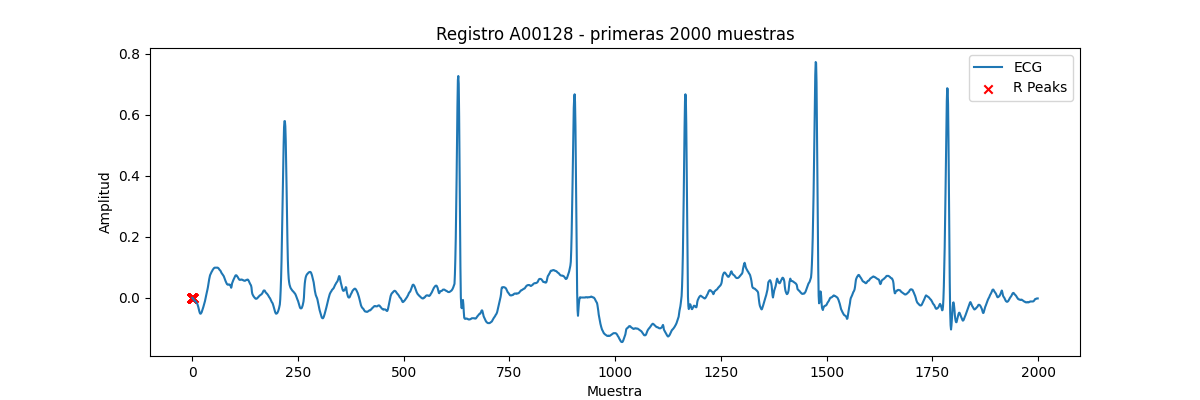 Registro A00128 - primeras 2000 muestras
ECG
R Peaks
Amplitud
0.8
0.6
0.4
0.2
0.0
0 250 500 750 1000 1250 1500 1750 2000
Muestra